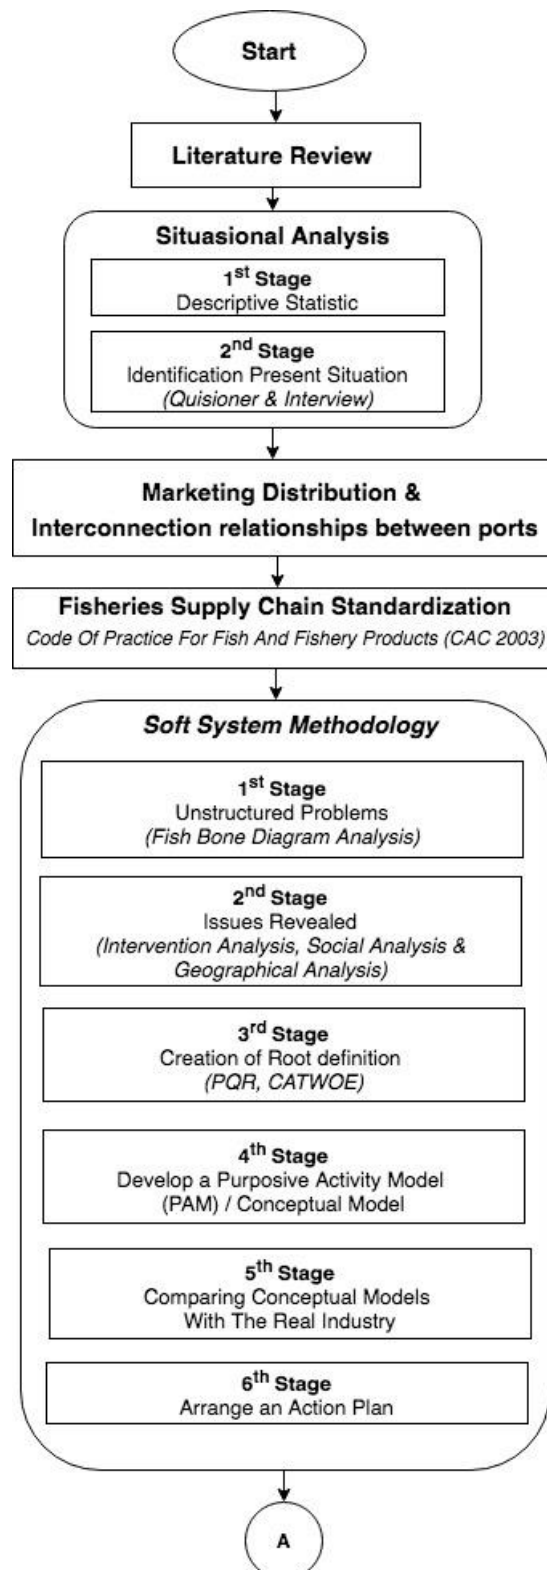 Start
Literature Review
Situasional Analysis
1st Stage
Descriptive Statistic
2nd Stage
Identification Present Situation
(Quisioner & Interview)
Marketing Distribution &
Interconnection relationships between ports
Fisheries Supply Chain Standardization
Code Of Practice For Fish And Fishery Products (CAC 2003)
Soft System Methodology
1st Stage
Unstructured Problems
(Fish Bone Diagram Analysis)
2nd Stage
Issues Revealed
(Intervention Analysis, Social Analysis &
Geographical Analysis)
3rd Stage
Creation of Root definition
(PQR, CATWOE)
4th Stage
Develop a Purposive Activity Model
(PAM) / Conceptual Model
5th Stage
Comparing Conceptual Models
With The Real Industry
6th Stage
Arrange an Action Plan
A